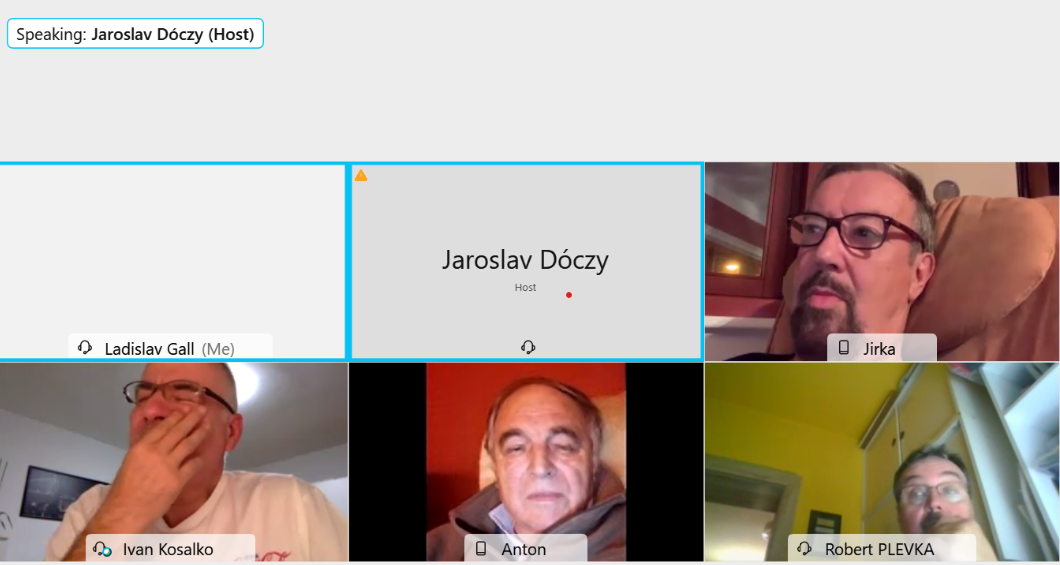 Speaking: Jaroslav Dóczy (Host)
Jaroslav Dóczy
Host
Ladislav Gall (Me)
Jirka
Ivan Kosalko
Anton
Robert PLEVKA